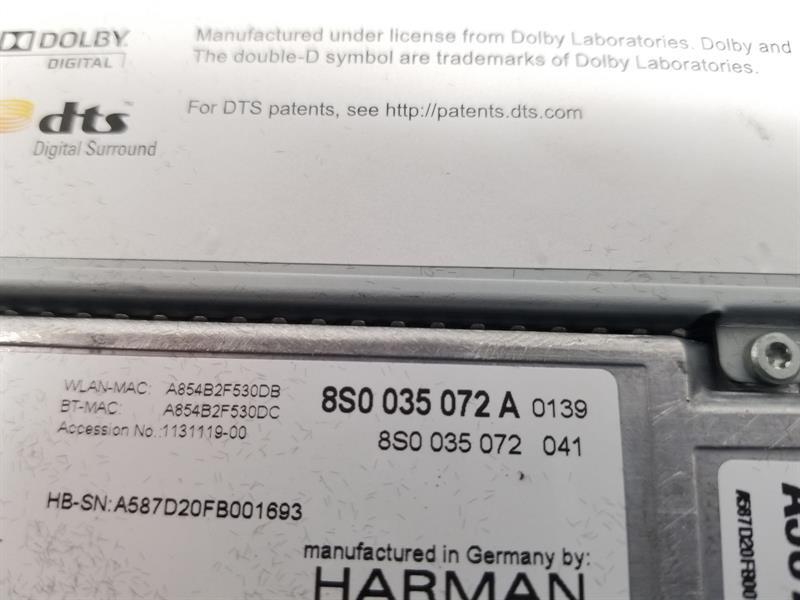 DOLBY
DIGITAL
Manufactured under license from Dolby Laboratories. Dolby and
The double-D symbol are trademarks of Dolby Laboratories.
dts
Digital Surround
For DTS patents, see http://patents.dts.com
WLAN-MAC: A854B2F530DB
BT-MAC: A854B2F530DC
Accession No.:1131119-00
8S0 035 072 A 0139
8S0 035 072 041
HB-SN: A587D20FB001693
manufactured in Germany by:
HARMAN
A587D20FB00